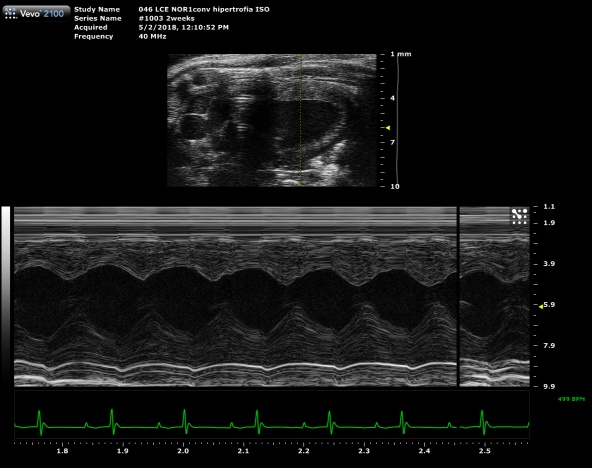 Vevo 2100
Study Name 046 LCE NOR1conv hipertrofia ISO
Series Name #1003 2weeks
Acquired 5/2/2018, 12:10:52 PM
Frequency 40 MHz
1 mm
4
7
10
1.1
1.9
3.9
5.9
7.9
9.9
499 BPM
1.8 1.9 2.0 2.1 2.2 2.3 2.4 2.5